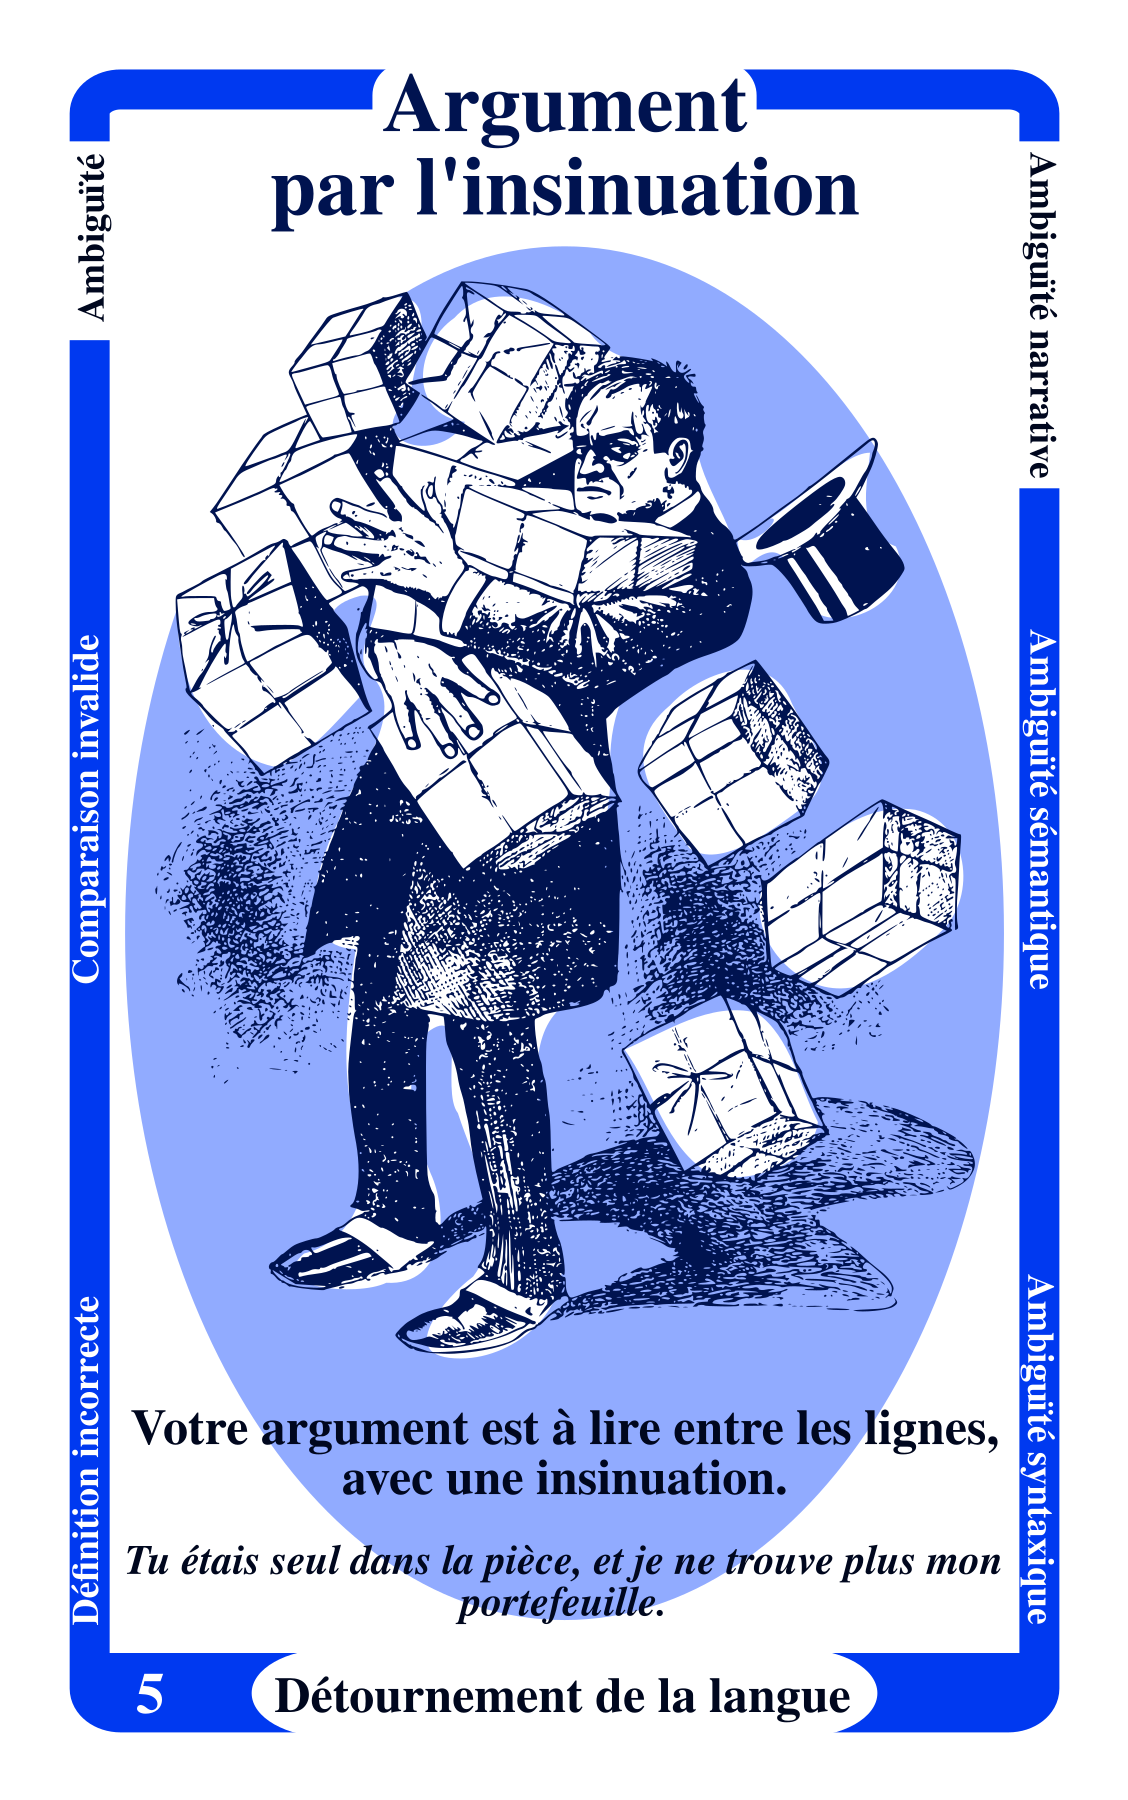 Argument
par l'insinuation
Ambiguïté
Comparaison invalide
Définition incorrecte
Ambiguïté narrative
Ambiguïté sémantique
Ambiguïté syntaxique
Votre argument est à lire entre les lignes,
avec une insinuation.
Tu étais seul dans la pièce, et je ne trouve plus mon
portefeuille.
5
Détournement de la langue